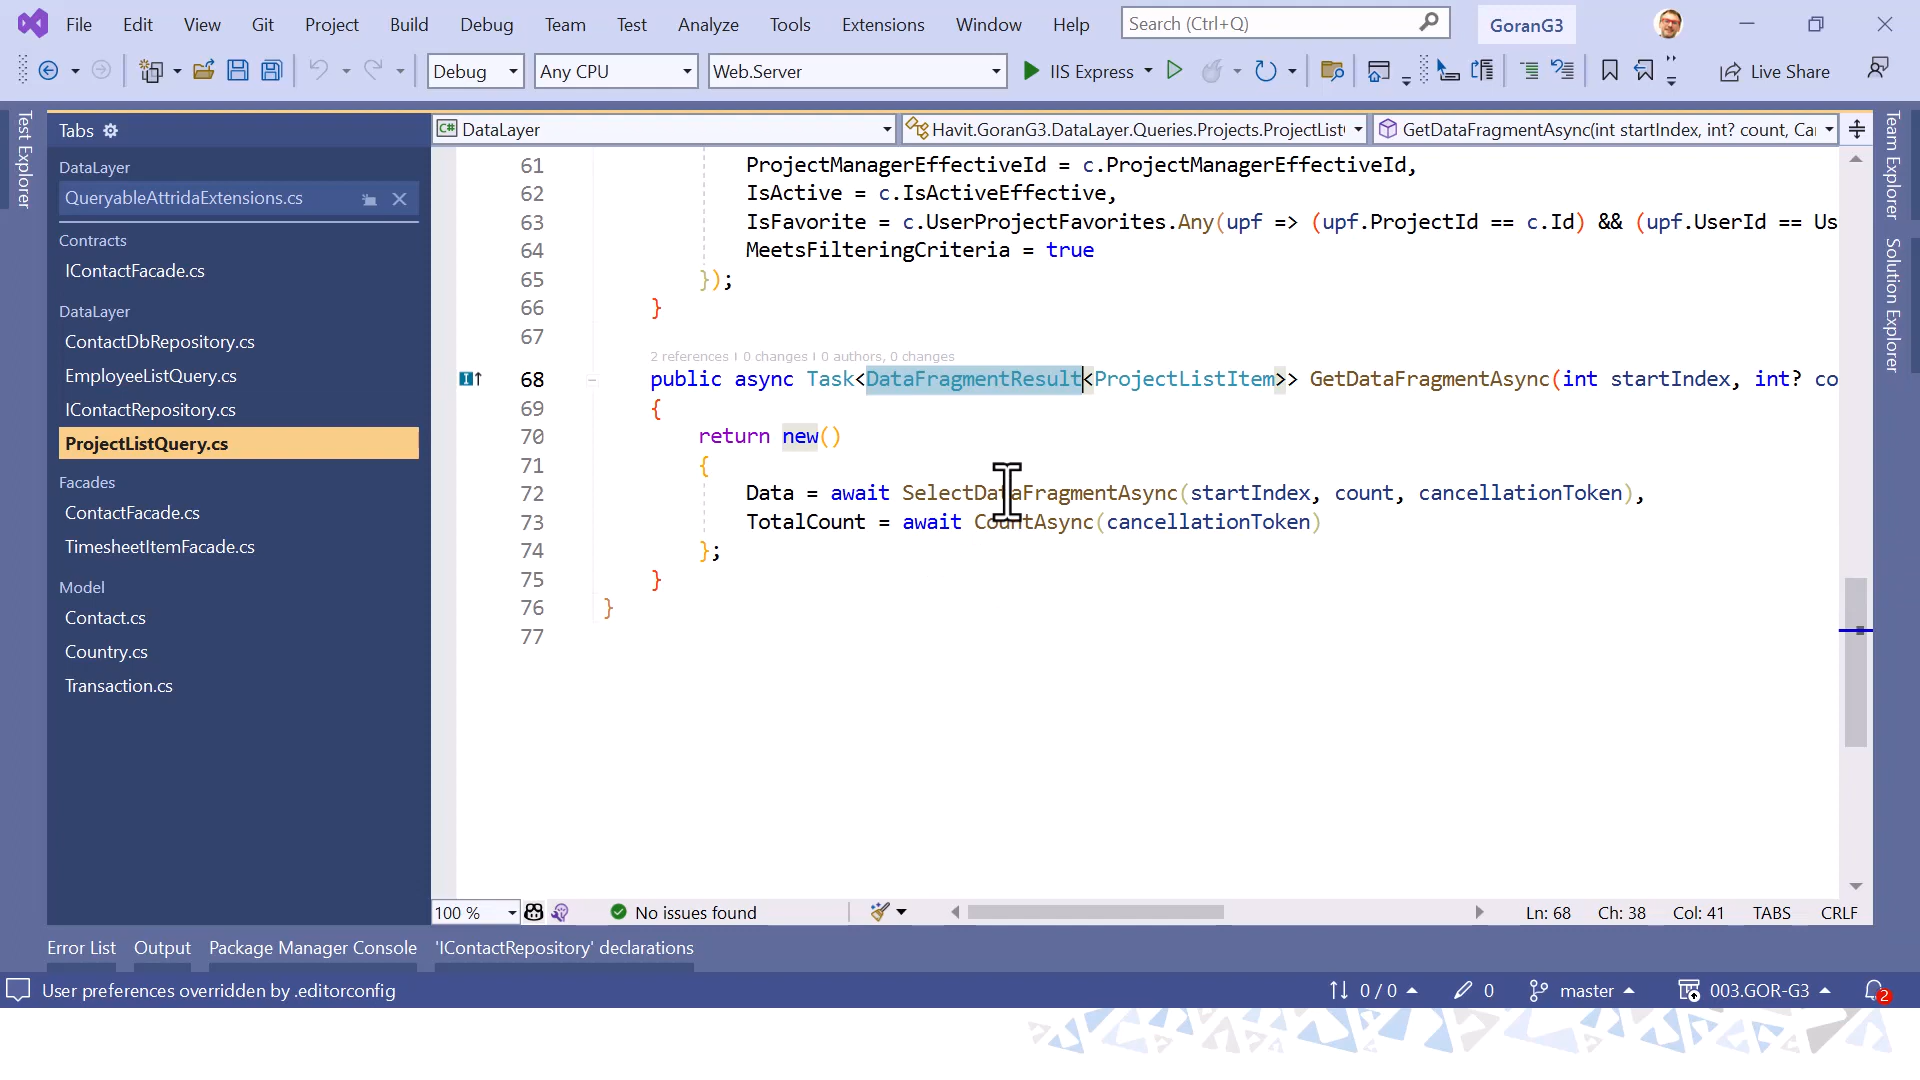 File Edit View Git Project Build Debug Team Test Analyze Tools Extensions Window Help Search (Ctrl+Q) GoranG3
Debug Any CPU Web.Server IIS Express Live Share
Test Explorer
Tabs
DataLayer
QueryableAttridaExtensions.cs
Contracts
IContactFacade.cs
DataLayer
ContactDbRepository.cs
EmployeeListQuery.cs
IContactRepository.cs
ProjectListQuery.cs
Facades
ContactFacade.cs
TimesheetItemFacade.cs
Model
Contact.cs
Country.cs
Transaction.cs
C# DataLayer Havit.GoranG3.DataLayer.Queries.Projects.ProjectList GetDataFragmentAsync(int startIndex, int? count, Ca
61 ProjectManagerEffectiveId = c.ProjectManagerEffectiveId,
62 IsActive = c.IsActiveEffective,
63 IsFavorite = c.UserProjectFavorites.Any(upf => (upf.ProjectId == c.Id) && (upf.UserId == Us
64 MeetsFilteringCriteria = true
65 });
66 }
67
2 references | 0 changes | 0 authors, 0 changes
68 public async Task<DataFragmentResult<ProjectListItem>> GetDataFragmentAsync(int startIndex, int? co
69 {
70 return new()
71 {
72 Data = await SelectDataFragmentAsync(startIndex, count, cancellationToken),
73 TotalCount = await CountAsync(cancellationToken)
74 };
75 }
76 }
77
Team Explorer
Solution Explorer
100 % No issues found Ln: 68 Ch: 38 Col: 41 TABS CRLF
Error List Output Package Manager Console 'IContactRepository' declarations
User preferences overridden by .editorconfig 0 / 0 0 master 003.GOR-G3 2